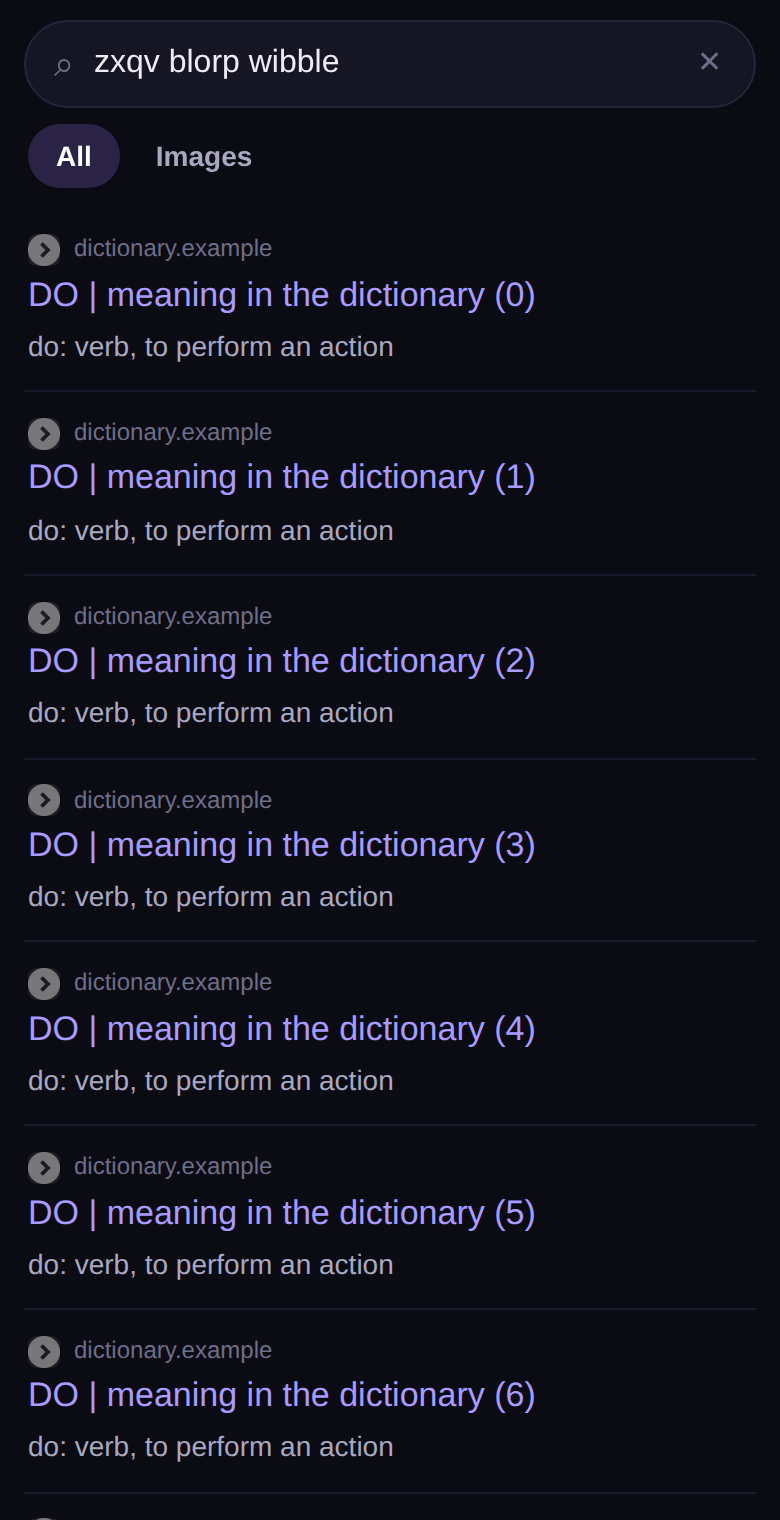 zxqv blorp wibble
All Images
dictionary.example
DO | meaning in the dictionary (0)
do: verb, to perform an action
dictionary.example
DO | meaning in the dictionary (1)
do: verb, to perform an action
dictionary.example
DO | meaning in the dictionary (2)
do: verb, to perform an action
dictionary.example
DO | meaning in the dictionary (3)
do: verb, to perform an action
dictionary.example
DO | meaning in the dictionary (4)
do: verb, to perform an action
dictionary.example
DO | meaning in the dictionary (5)
do: verb, to perform an action
dictionary.example
DO | meaning in the dictionary (6)
do: verb, to perform an action